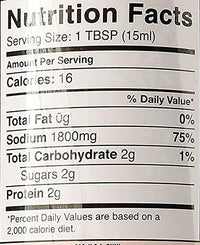 Nutrition Facts
Serving Size: 1 TBSP (15ml)
Amount Per Serving
Calories: 16
% Daily Value*
Total Fat 0g 0%
Sodium 1800mg 75%
Total Carbohydrate 2g 1%
Sugars 2g
Protein 2g
*Percent Daily Values are based on a
2,000 calorie diet.